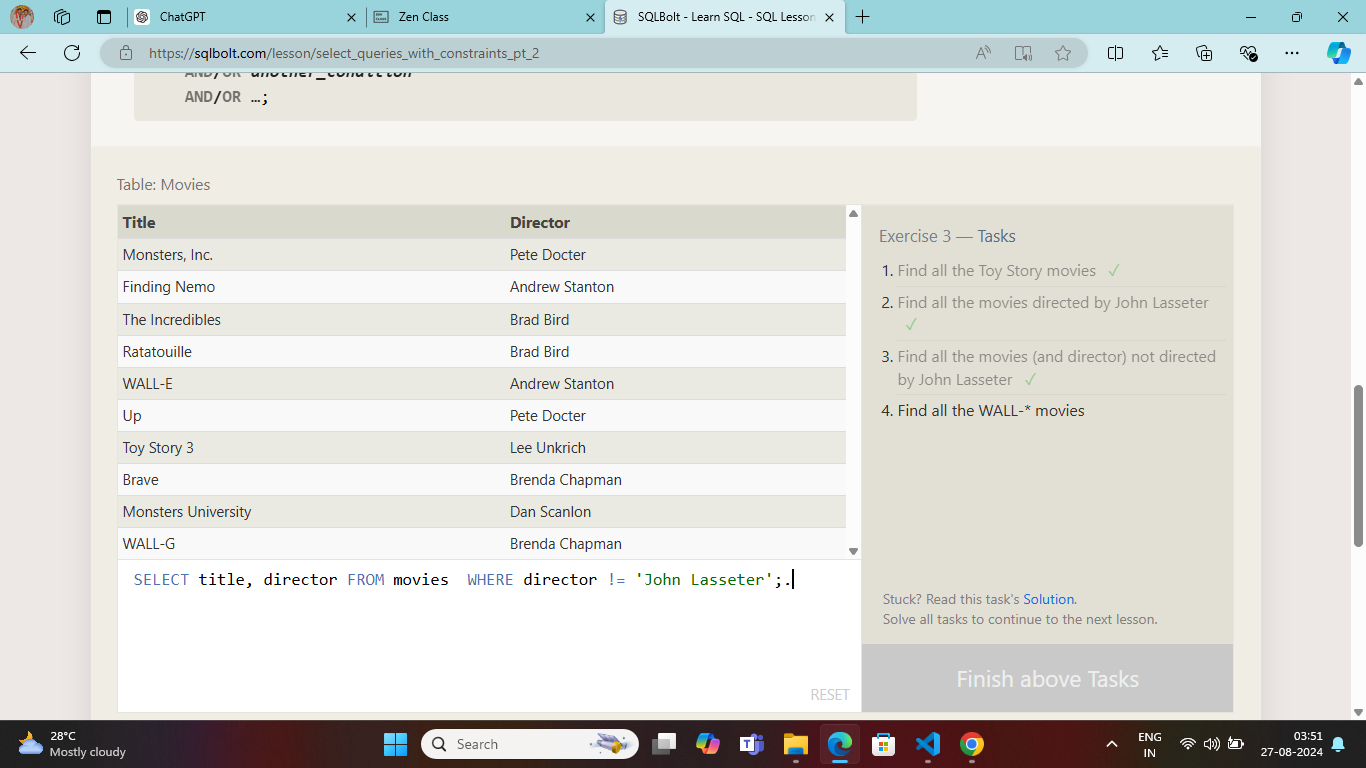 ChatGPT
Zen Class
SQLBolt - Learn SQL - SQL Lesson
https://sqlbolt.com/lesson/select_queries_with_constraints_pt_2
AND/OR another_condition
AND/OR …;
Table: Movies
Title Director
Monsters, Inc. Pete Docter
Finding Nemo Andrew Stanton
The Incredibles Brad Bird
Ratatouille Brad Bird
WALL-E Andrew Stanton
Up Pete Docter
Toy Story 3 Lee Unkrich
Brave Brenda Chapman
Monsters University Dan Scanlon
WALL-G Brenda Chapman
SELECT title, director FROM movies  WHERE director != 'John Lasseter';.
RESET
Exercise 3 — Tasks
1. Find all the Toy Story movies ✓
2. Find all the movies directed by John Lasseter
✓
3. Find all the movies (and director) not directed
by John Lasseter ✓
4. Find all the WALL-* movies
Stuck? Read this task's Solution.
Solve all tasks to continue to the next lesson.
Finish above Tasks
28°C
Mostly cloudy
Search
ENG
IN
03:51
27-08-2024